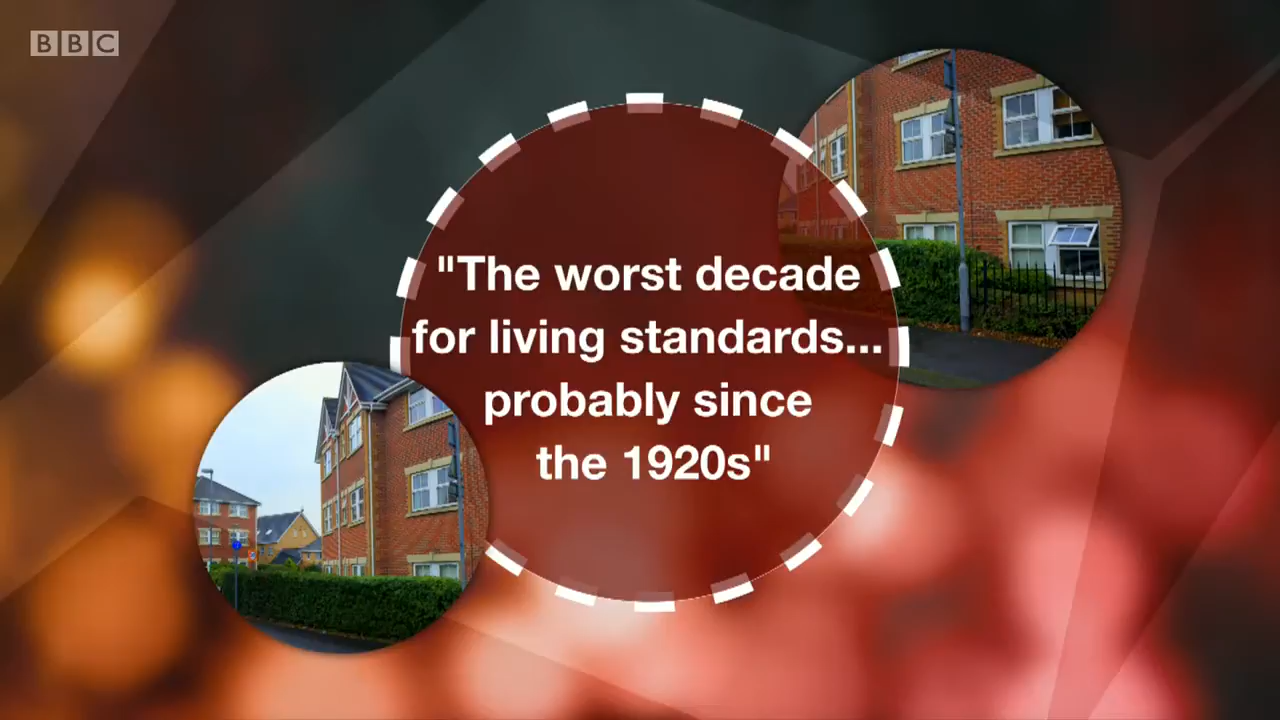 BBC
"The worst decade
for living standards...
probably since
the 1920s"